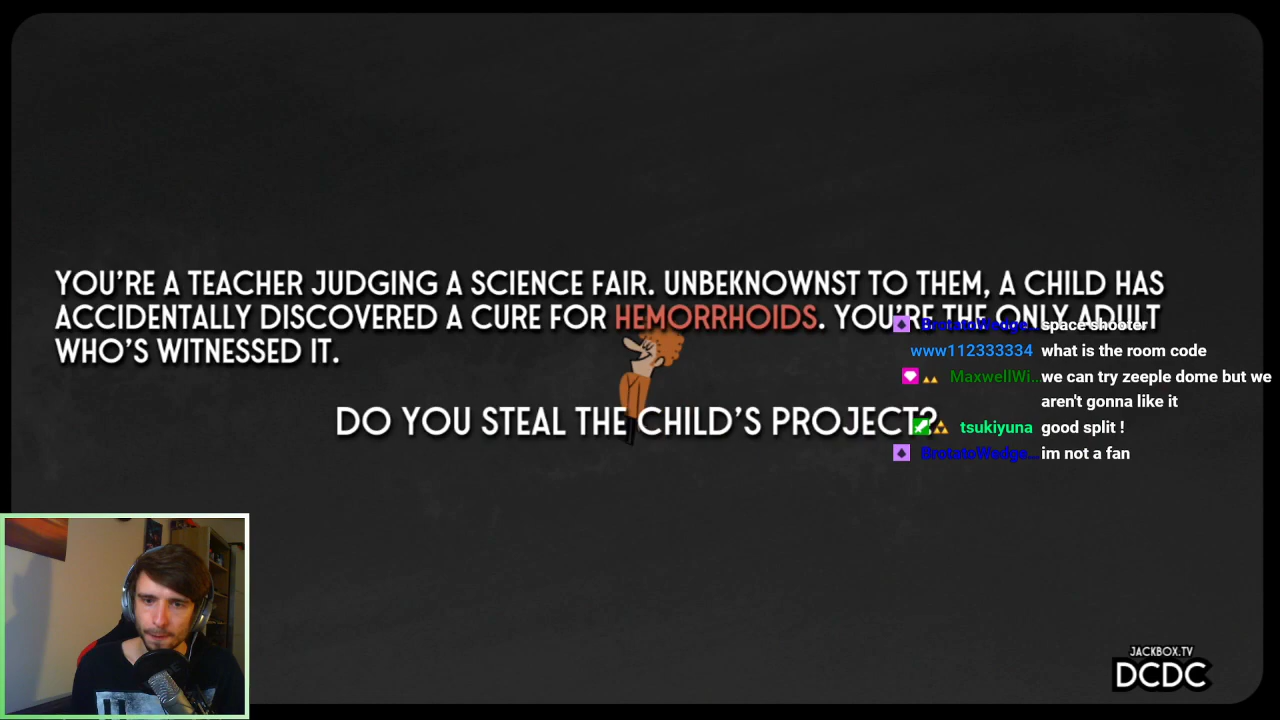 YOU'RE A TEACHER JUDGING A SCIENCE FAIR. UNBEKNOWNST TO THEM, A CHILD HAS
ACCIDENTALLY DISCOVERED A CURE FOR HEMORRHOIDS. YOU'RE THE ONLY ADULT
WHO'S WITNESSED IT.
DO YOU STEAL THE CHILD'S PROJECT?
BrotatoWedge... space shooter
www112333334 what is the room code
MaxwellWi... we can try zeeple dome but we
aren't gonna like it
tsukiyuna good split !
BrotatoWedge... im not a fan
JACKBOX.TV
DCDC